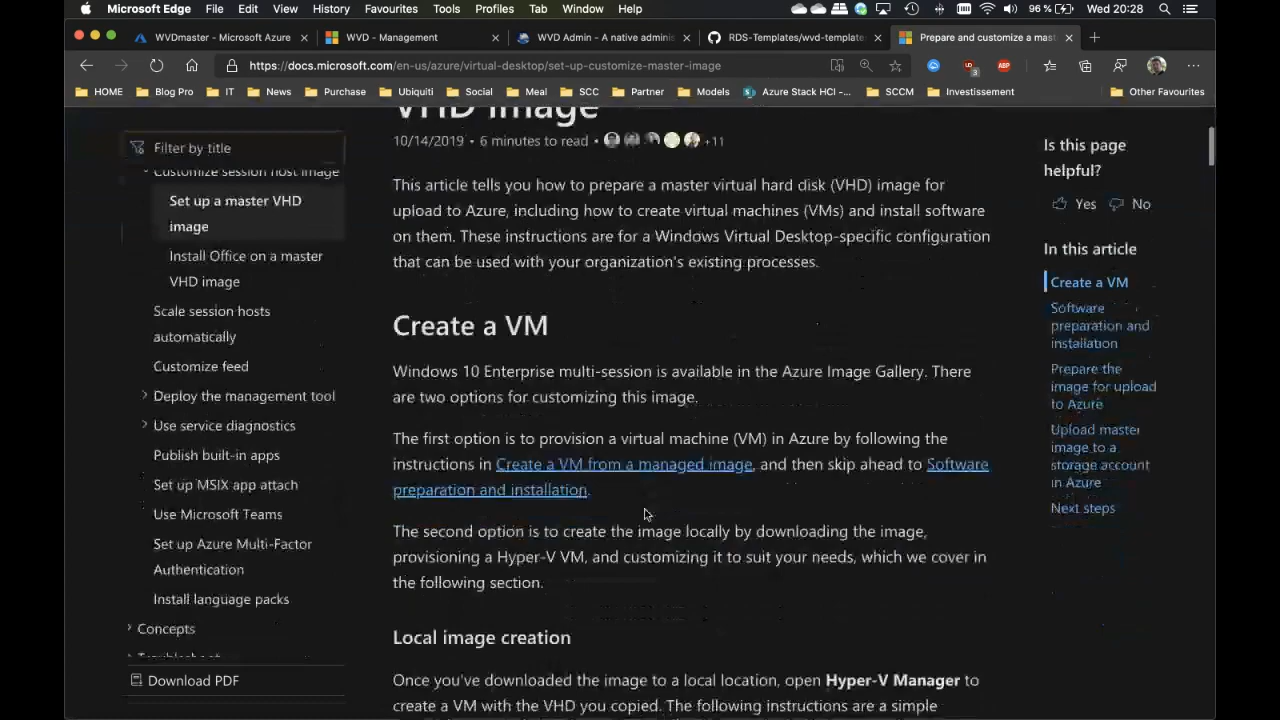 Microsoft Edge File Edit View History Favourites Tools Profiles Tab Window Help 96 % Wed 20:28
WVDmaster - Microsoft Azure WVD - Management WVD Admin - A native adminis RDS-Templates/wvd-template Prepare and customize a mast
https://docs.microsoft.com/en-us/azure/virtual-desktop/set-up-customize-master-image 3 ABP
HOME Blog Pro IT News Purchase Ubiquiti Social Meal SCC Partner Models Azure Stack HCI -... SCCM Investissement Other Favourites
VHD image
10/14/2019 • 6 minutes to read • +11
Filter by title
Customize session host image
Set up a master VHD
image
Install Office on a master
VHD image
Scale session hosts
automatically
Customize feed
Deploy the management tool
Use service diagnostics
Publish built-in apps
Set up MSIX app attach
Use Microsoft Teams
Set up Azure Multi-Factor
Authentication
Install language packs
Concepts
Troubleshoot
Download PDF
This article tells you how to prepare a master virtual hard disk (VHD) image for
upload to Azure, including how to create virtual machines (VMs) and install software
on them. These instructions are for a Windows Virtual Desktop-specific configuration
that can be used with your organization's existing processes.
Create a VM
Windows 10 Enterprise multi-session is available in the Azure Image Gallery. There
are two options for customizing this image.
The first option is to provision a virtual machine (VM) in Azure by following the
instructions in Create a VM from a managed image, and then skip ahead to Software
preparation and installation.
The second option is to create the image locally by downloading the image,
provisioning a Hyper-V VM, and customizing it to suit your needs, which we cover in
the following section.
Local image creation
Once you've downloaded the image to a local location, open Hyper-V Manager to
create a VM with the VHD you copied. The following instructions are a simple
Is this page
helpful?
Yes No
In this article
Create a VM
Software
preparation and
installation
Prepare the
image for upload
to Azure
Upload master
image to a
storage account
in Azure
Next steps